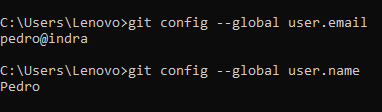 C:\Users\Lenovo>git config --global user.email
pedro@indra
C:\Users\Lenovo>git config --global user.name
Pedro